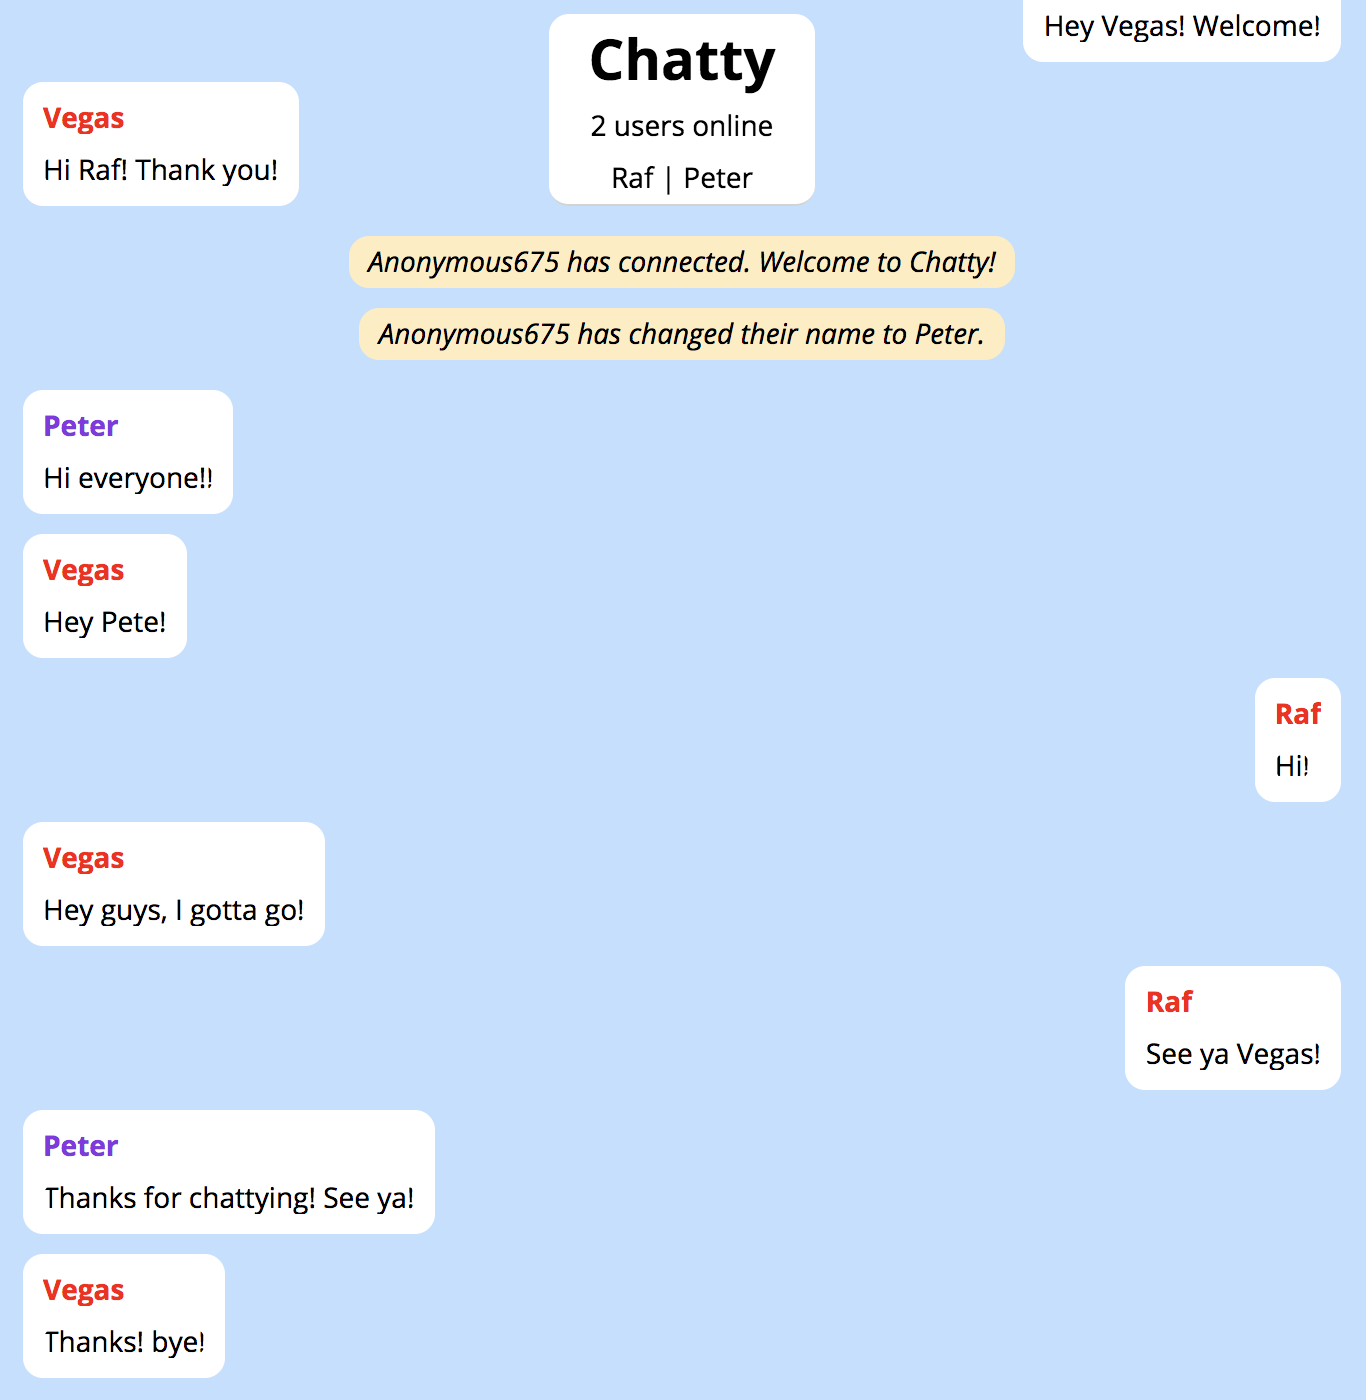 Hey Vegas! Welcome!
Chatty
2 users online
Raf | Peter
Vegas
Hi Raf! Thank you!
Anonymous675 has connected. Welcome to Chatty!
Anonymous675 has changed their name to Peter.
Peter
Hi everyone!!
Vegas
Hey Pete!
Raf
Hi!
Vegas
Hey guys, I gotta go!
Raf
See ya Vegas!
Peter
Thanks for chattying! See ya!
Vegas
Thanks! bye!